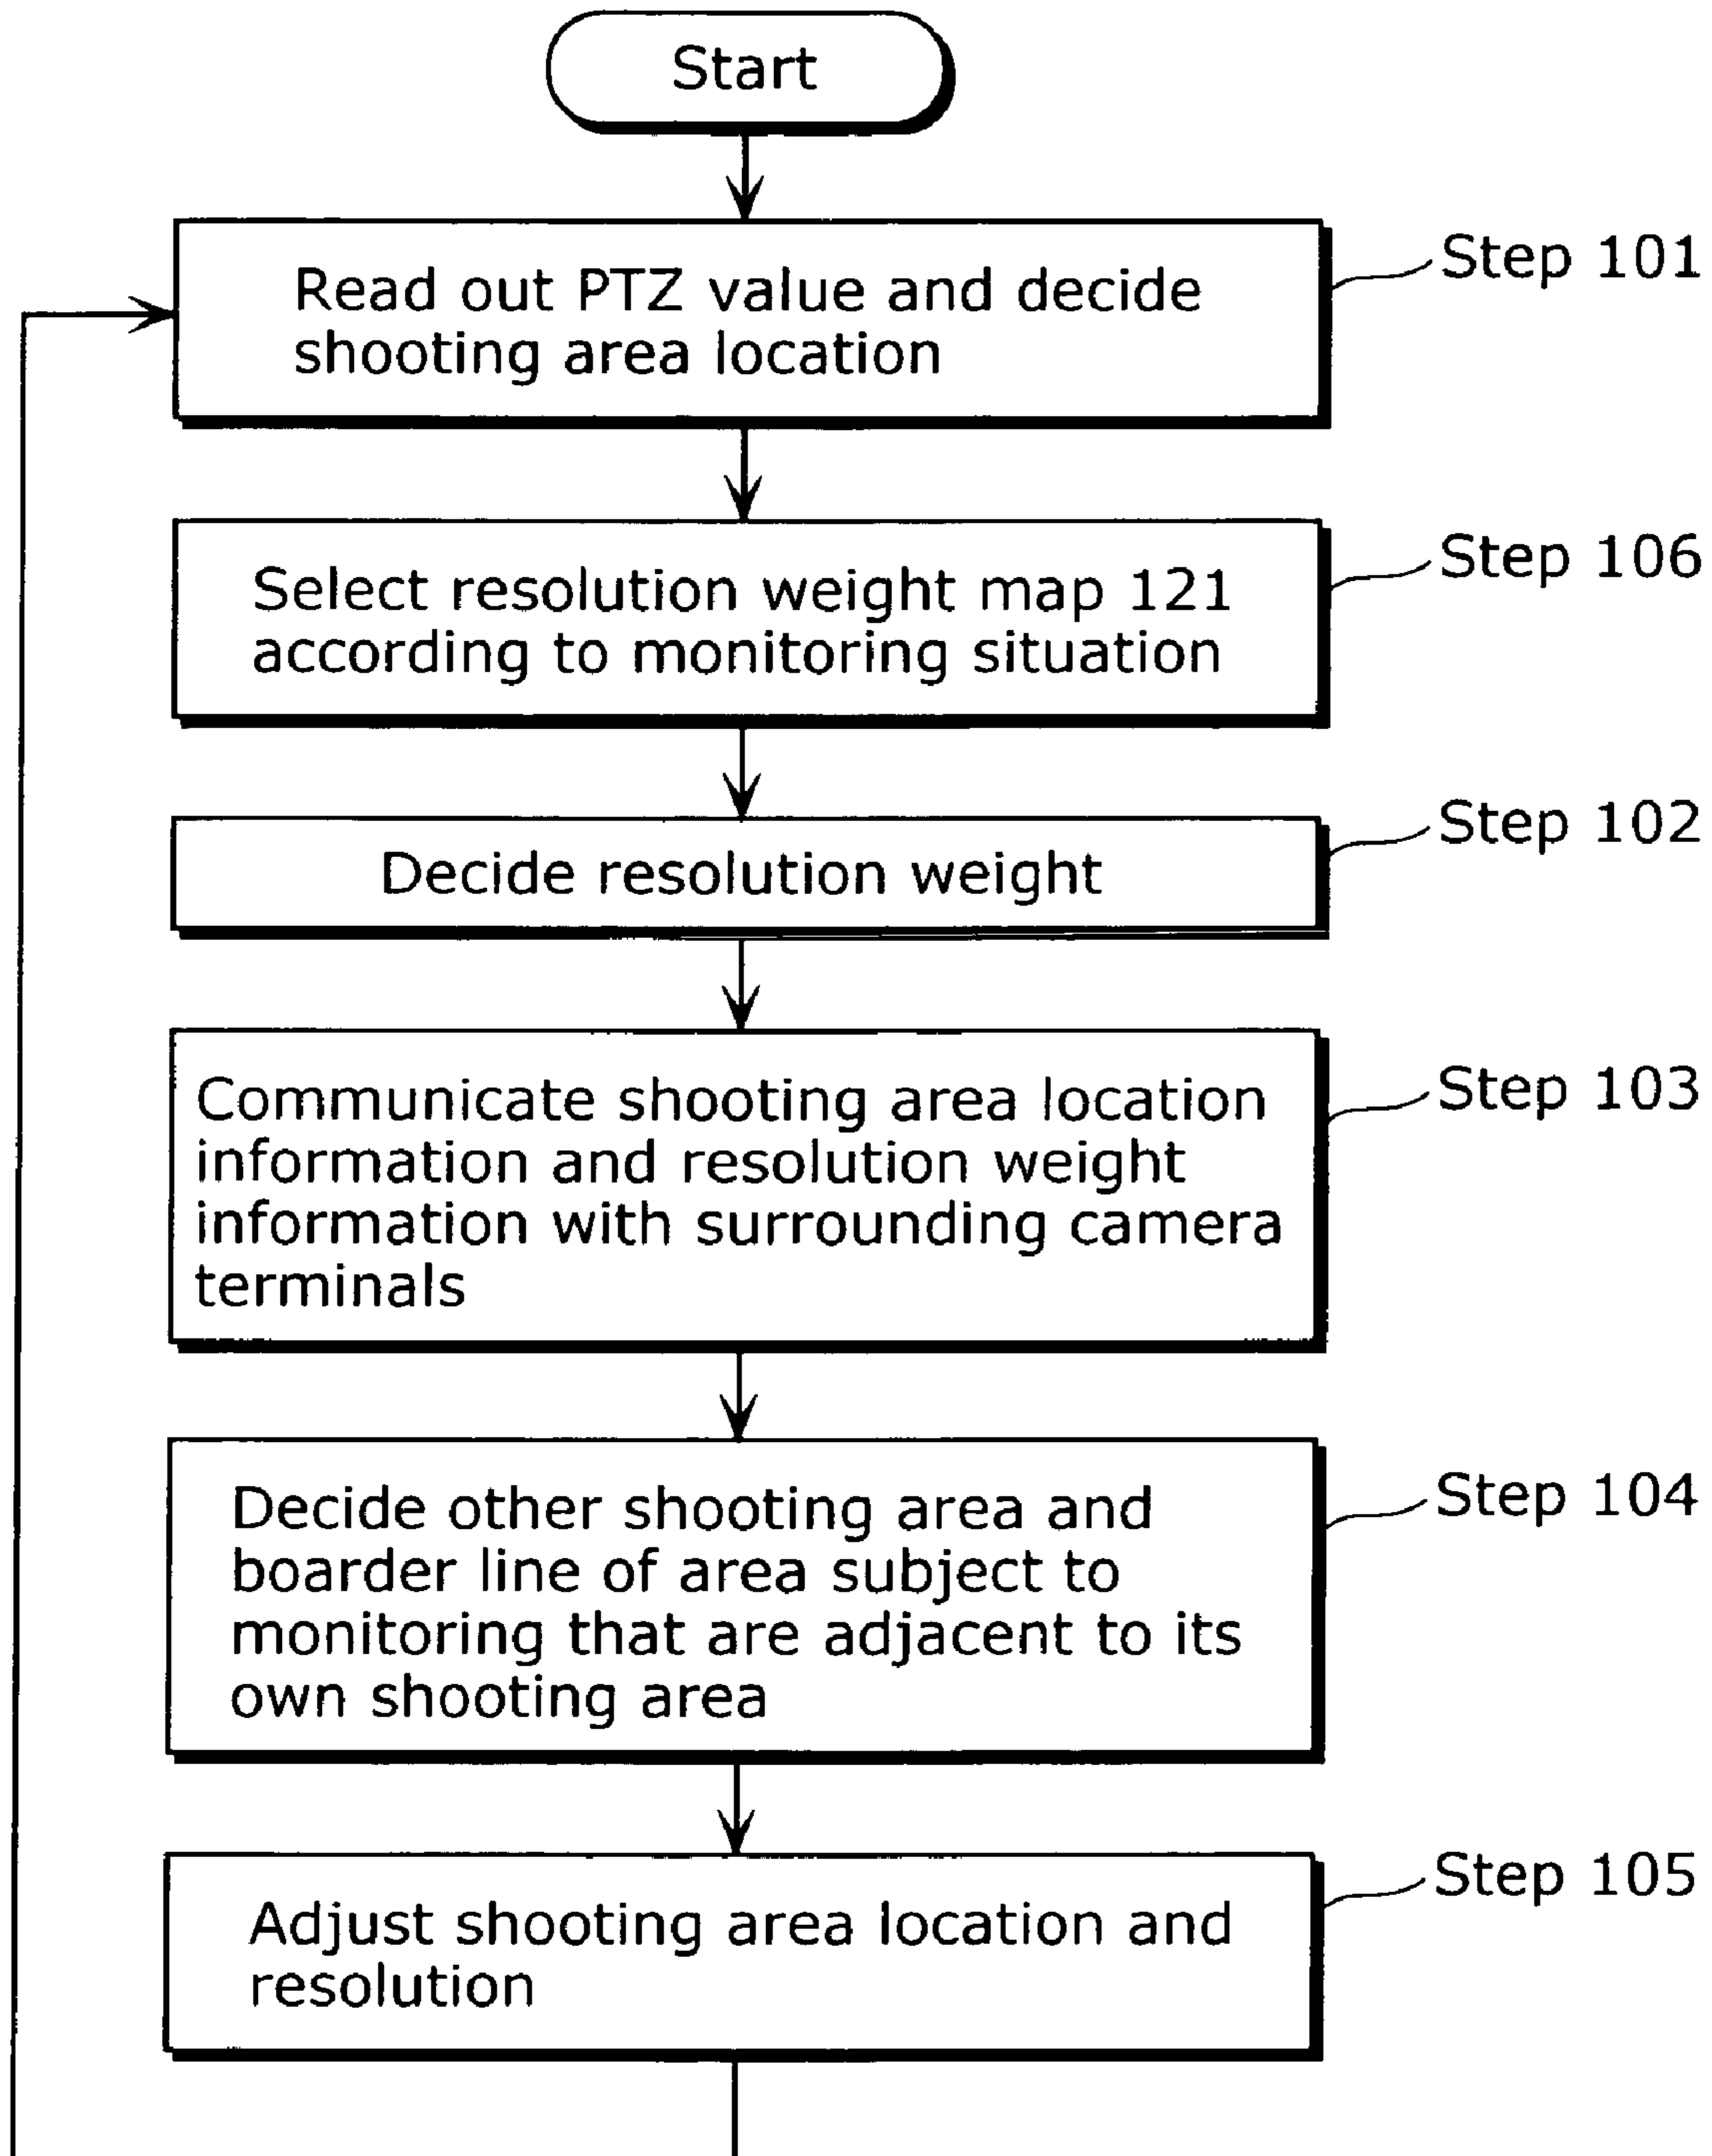 Start
Read out PTZ value and decide
shooting area location
Step 101
Select resolution weight map 121
according to monitoring situation
Step 106
Decide resolution weight
Step 102
Communicate shooting area location
information and resolution weight
information with surrounding camera
terminals
Step 103
Decide other shooting area and
boarder line of area subject to
monitoring that are adjacent to its
own shooting area
Step 104
Adjust shooting area location and
resolution
Step 105